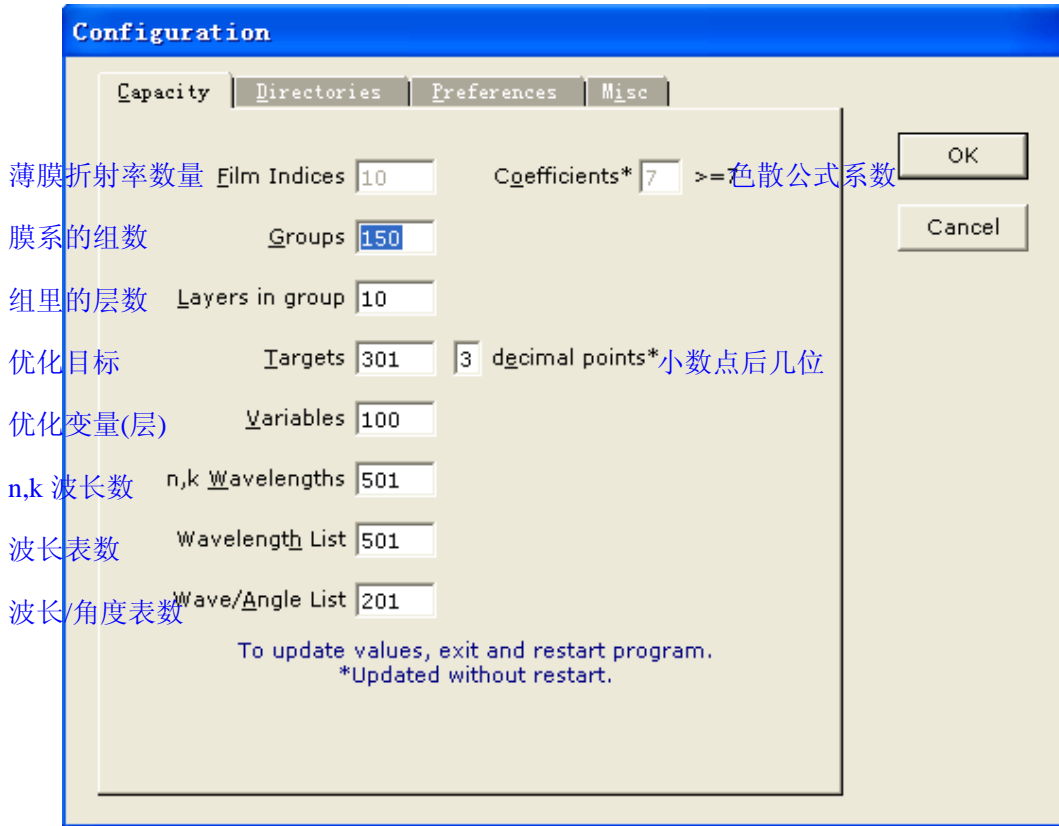 Configuration
Capacity Directories Preferences Misc
薄膜折射率数量 Film Indices 10 Coefficients* 7 >=7 色散公式系数 OK
膜系的组数 Groups 150 Cancel
组里的层数 Layers in group 10
优化目标 Targets 301 3 decimal points* 小数点后几位
优化变量(层) Variables 100
n,k 波长数 n,k Wavelengths 501
波长表数 Wavelength List 501
波长/角度表数 Wave/Angle List 201
To update values, exit and restart program.
*Updated without restart.